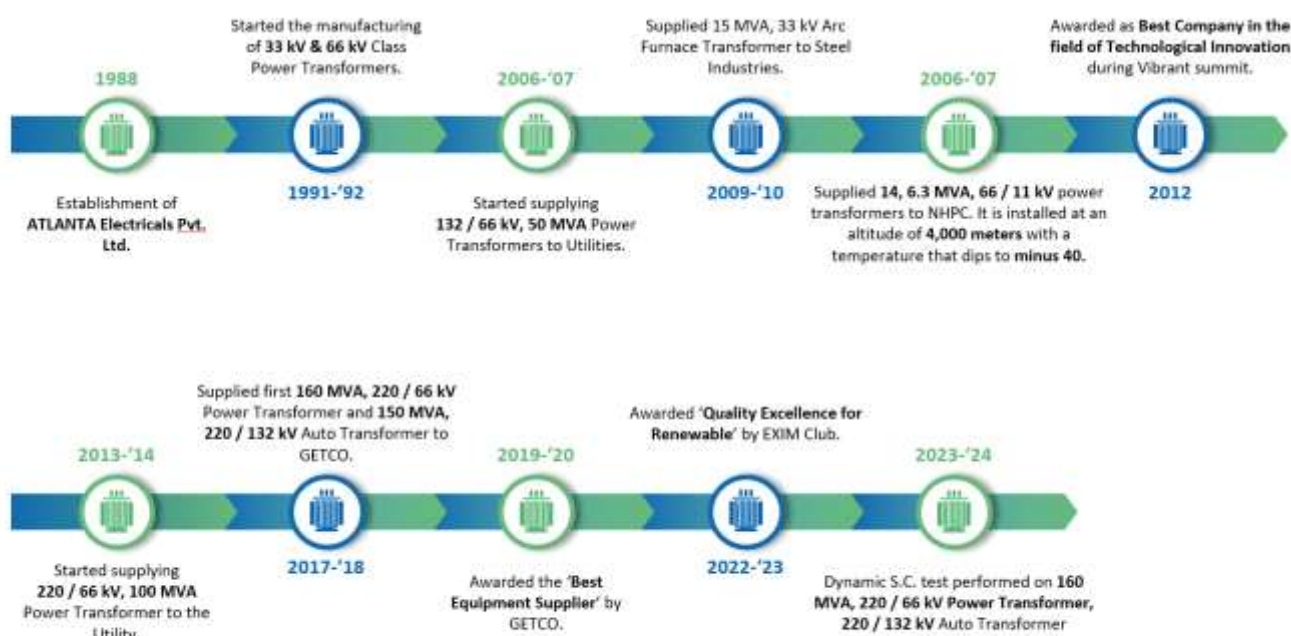 1988
Establishment of
ATLANTA Electricals Pvt.
Ltd.
Started the manufacturing
of 33 kV & 66 kV Class
Power Transformers.
1991-'92
2006-'07
Started supplying
132 / 66 kV, 50 MVA Power
Transformers to Utilities.
Supplied 15 MVA, 33 kV Arc
Furnace Transformer to Steel
Industries.
2009-'10
2006-'07
Supplied 14, 6.3 MVA, 66 / 11 kV power
transformers to NHPC. It is installed at an
altitude of 4,000 meters with a
temperature that dips to minus 40.
Awarded as Best Company in the
field of Technological Innovation
during Vibrant summit.
2012
2013-'14
Started supplying
220 / 66 kV, 100 MVA
Power Transformer to the
Utility
Supplied first 160 MVA, 220 / 66 kV
Power Transformer and 150 MVA,
220 / 132 kV Auto Transformer to
GETCO.
2017-'18
2019-'20
Awarded the 'Best
Equipment Supplier' by
GETCO.
Awarded 'Quality Excellence for
Renewable' by EXIM Club.
2022-'23
2023-'24
Dynamic S.C. test performed on 160
MVA, 220 / 66 kV Power Transformer,
220 / 132 kV Auto Transformer